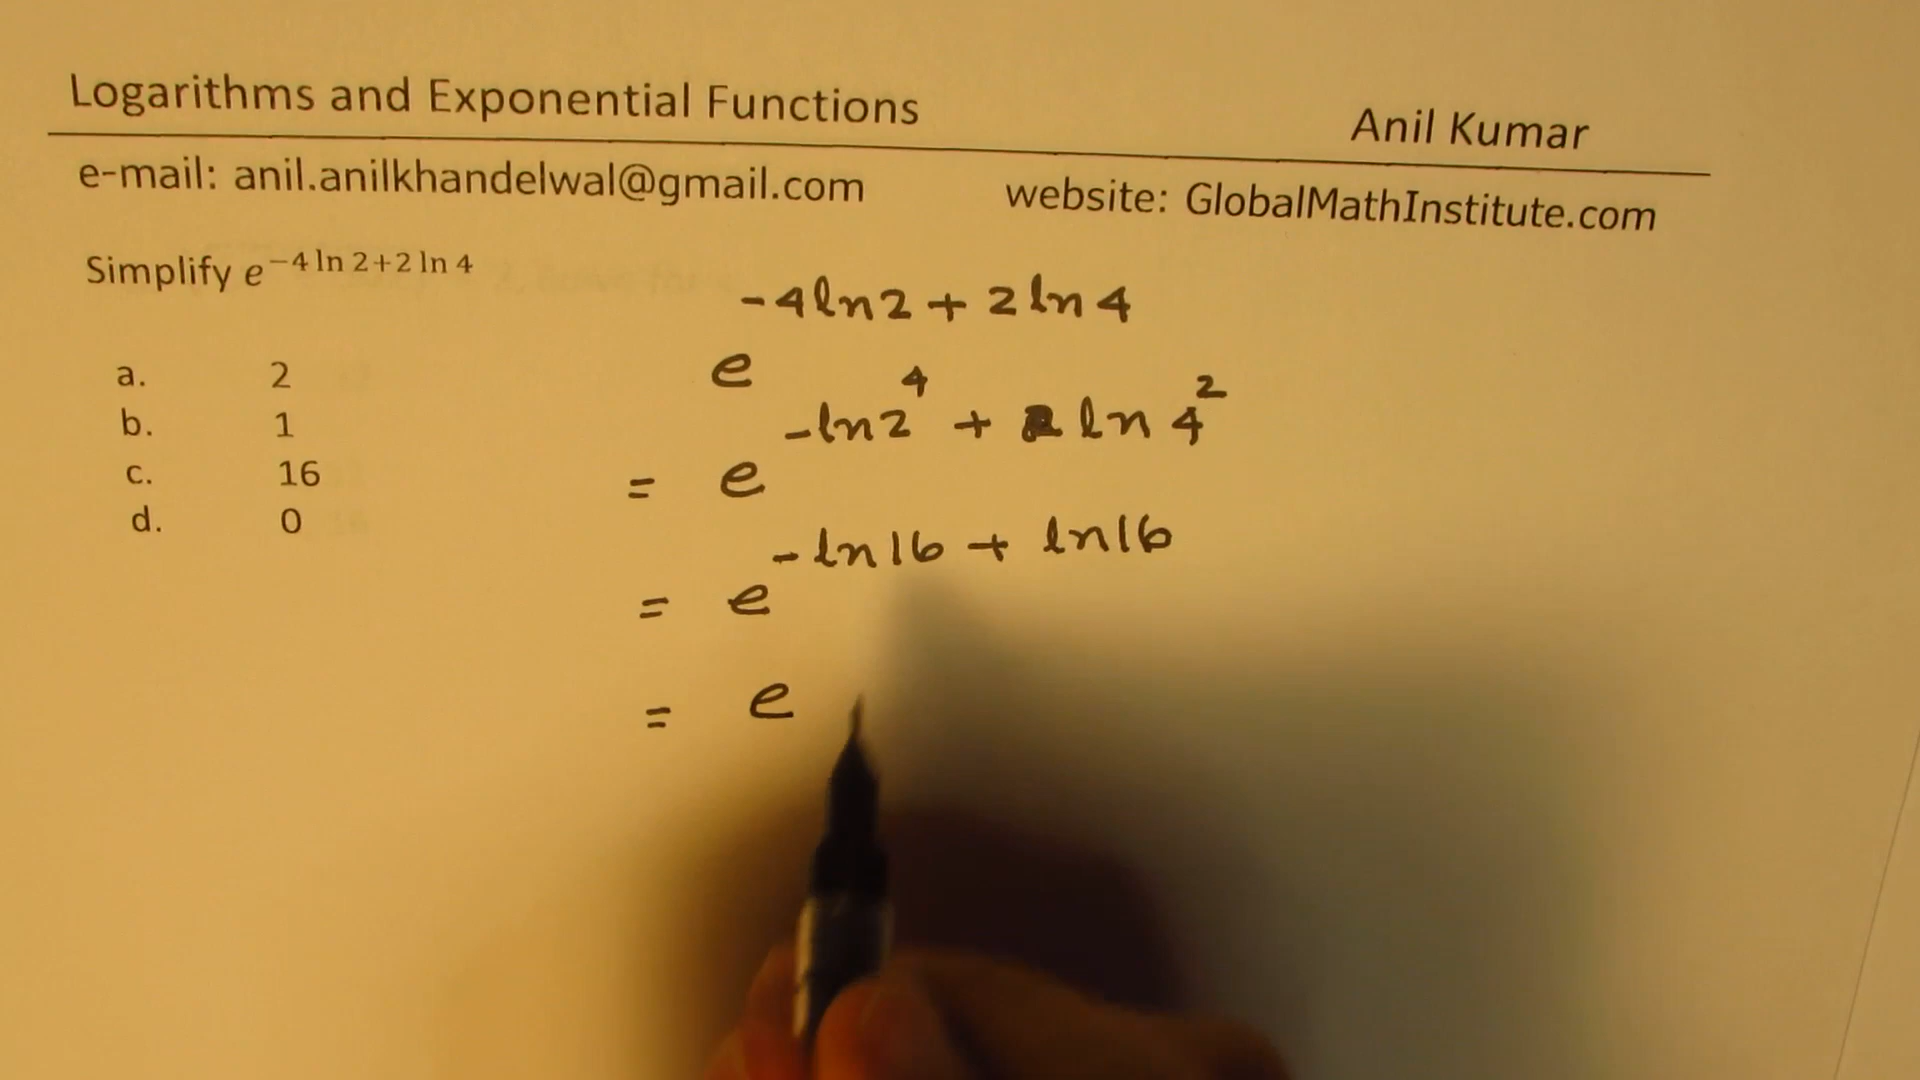 Logarithms and Exponential Functions
Anil Kumar
e-mail: anil.anilkhandelwal@gmail.com
website: GlobalMathInstitute.com
Simplify e^{-4 ln 2+2 ln 4}
a. 2
b. 1
c. 16
d. 0
e^{-4ln2 + 2ln4}
= e^{-ln2^4 + ln4^2}
= e^{-ln16 + ln16}
= e